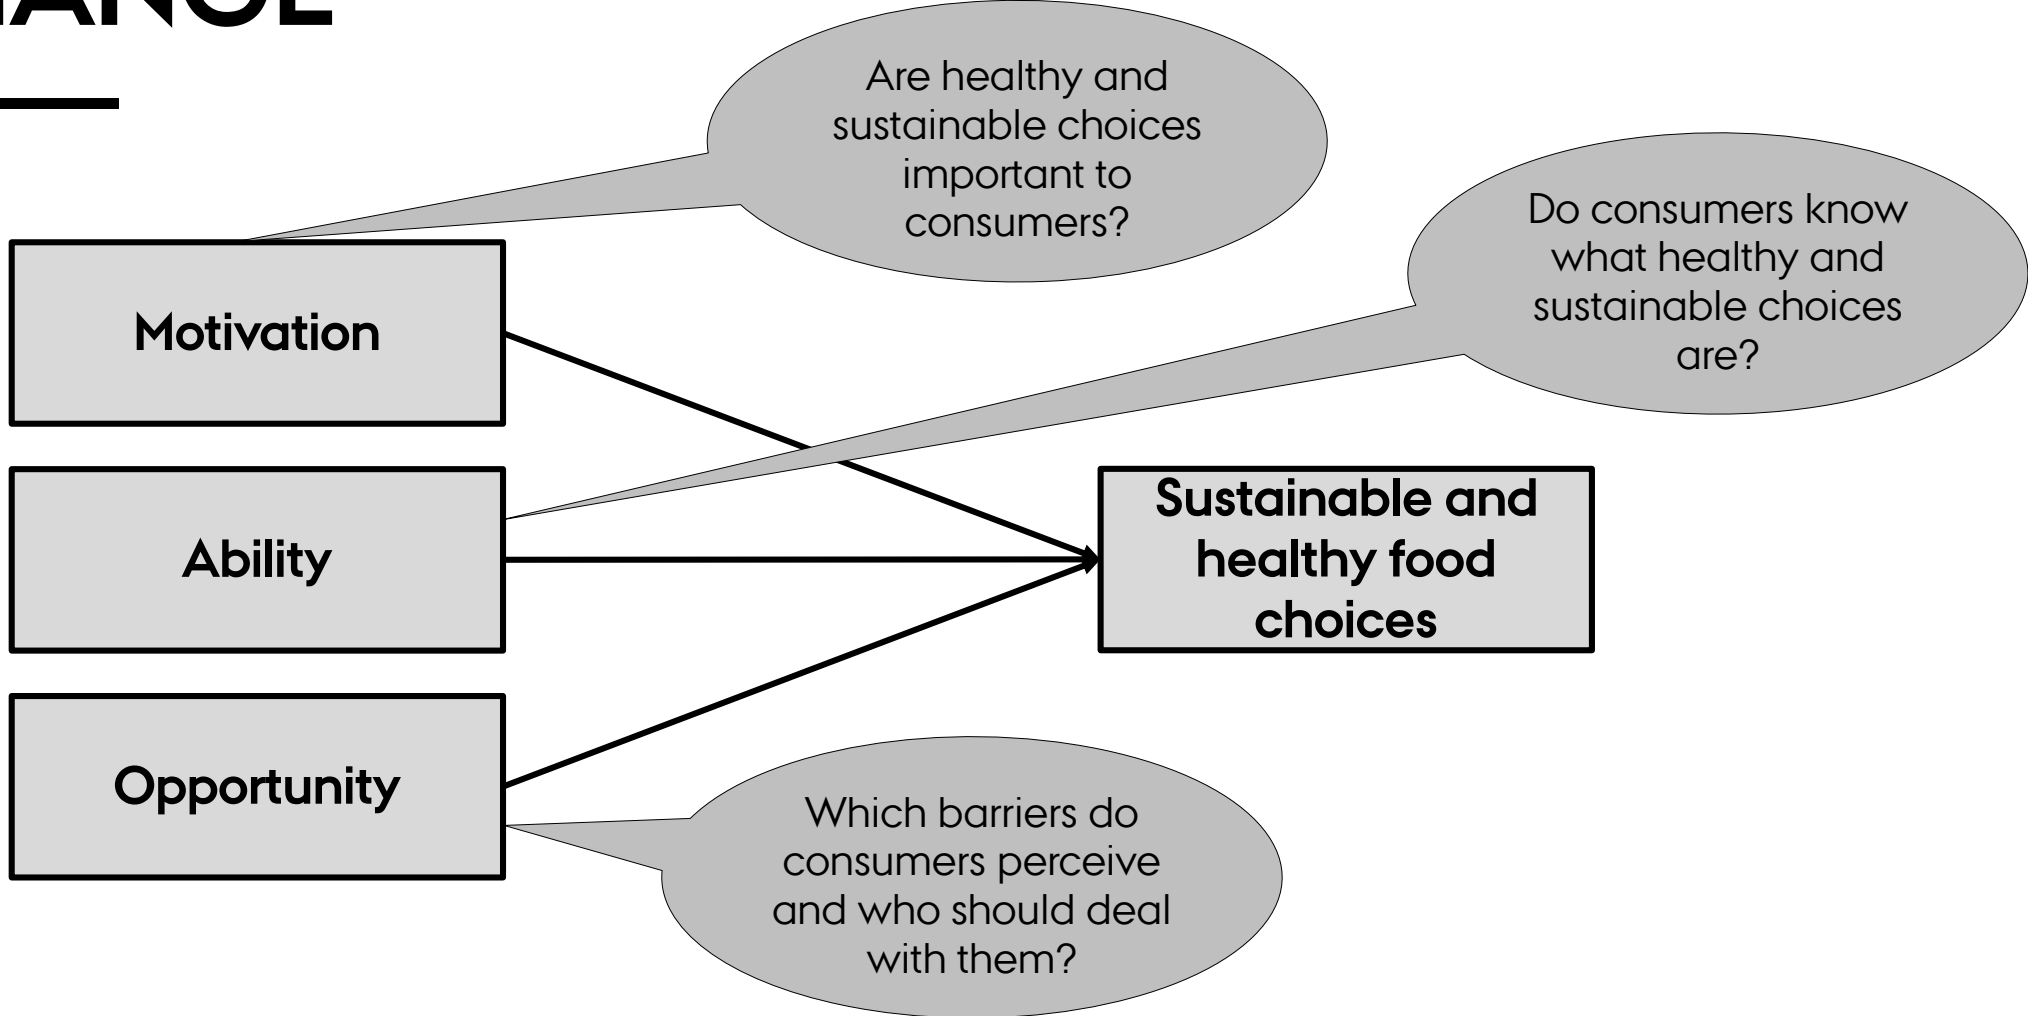 Are healthy and
sustainable choices
important to
consumers?
Do consumers know
what healthy and
sustainable choices
are?
Motivation
Ability
Sustainable and
healthy food
choices
Opportunity
Which barriers do
consumers perceive
and who should deal
with them?